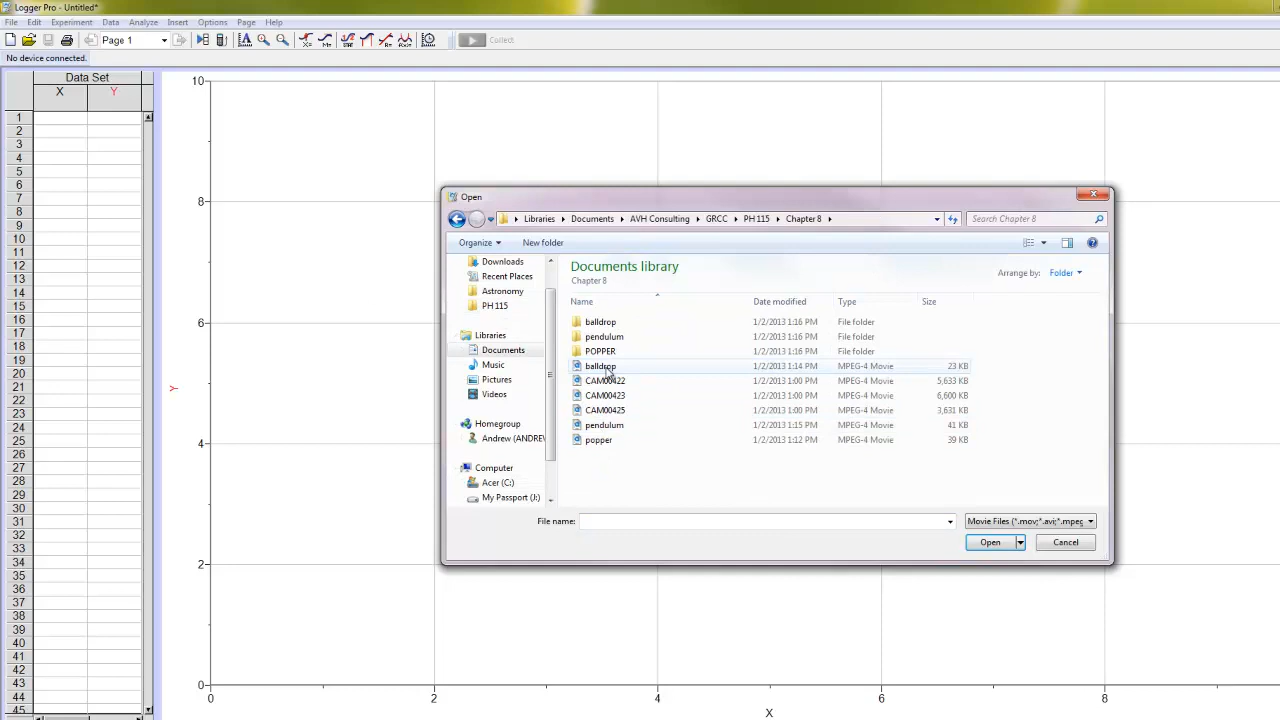 Logger Pro - Untitled*
File Edit Experiment Data Analyze Insert Options Page Help
Page 1
Collect
No device connected.
Data Set
X Y
1
2
3
4
5
6
7
8
9
10
11
12
13
14
15
16
17
18
19
20
21
22
23
24
25
26
27
28
29
30
31
32
33
34
35
36
37
38
39
40
41
42
43
44
45
10
8
6
4
2
0
Y
0 2 4 6 8
X
Open
Libraries Documents AVH Consulting GRCC PH 115 Chapter 8
Search Chapter 8
Organize New folder
Downloads
Recent Places
Astronomy
PH 115
Libraries
Documents
Music
Pictures
Videos
Homegroup
Andrew (ANDREW
Computer
Acer (C:)
My Passport (J:)
Documents library
Chapter 8
Arrange by: Folder
Name Date modified Type Size
balldrop 1/2/2013 1:16 PM File folder
pendulum 1/2/2013 1:16 PM File folder
POPPER 1/2/2013 1:16 PM File folder
balldrop 1/2/2013 1:14 PM MPEG-4 Movie 23 KB
CAM00422 1/2/2013 1:00 PM MPEG-4 Movie 5,633 KB
CAM00423 1/2/2013 1:00 PM MPEG-4 Movie 6,600 KB
CAM00425 1/2/2013 1:00 PM MPEG-4 Movie 3,631 KB
pendulum 1/2/2013 1:15 PM MPEG-4 Movie 41 KB
popper 1/2/2013 1:12 PM MPEG-4 Movie 39 KB
File name:
Movie Files (*.mov;*.avi;*.mpeg
Open Cancel